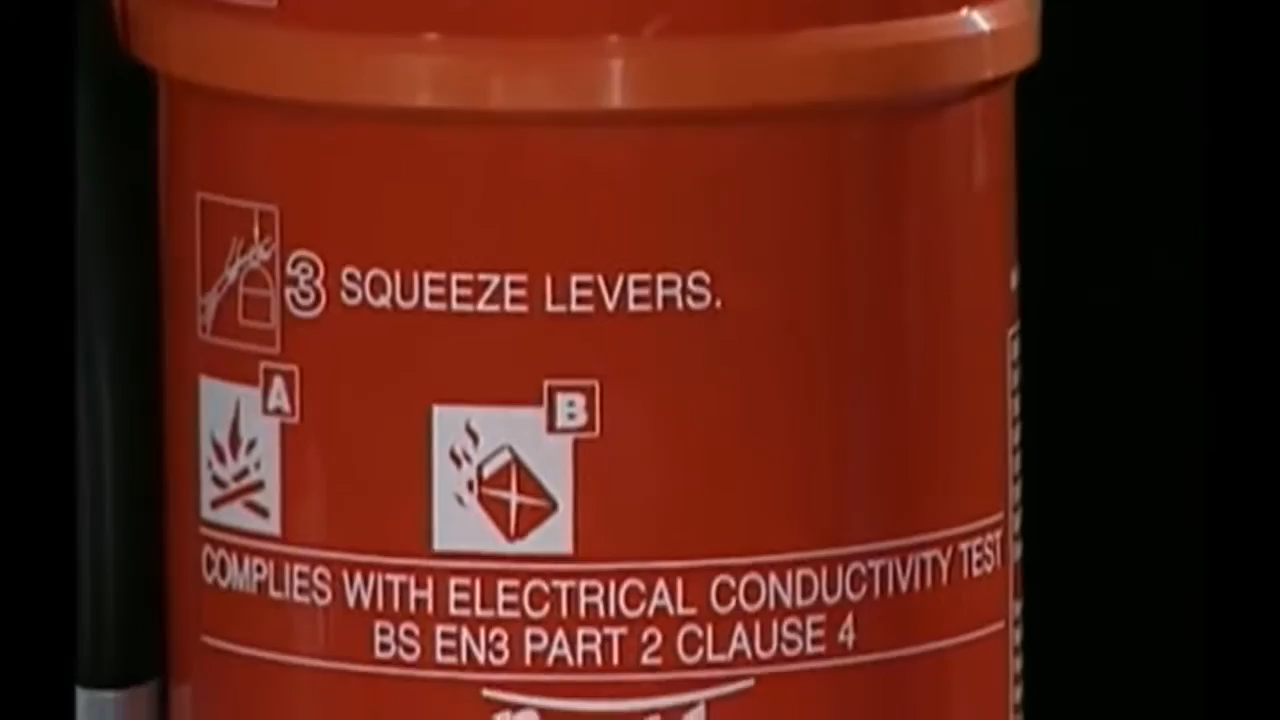 3 SQUEEZE LEVERS.
A
B
COMPLIES WITH ELECTRICAL CONDUCTIVITY TEST
BS EN3 PART 2 CLAUSE 4